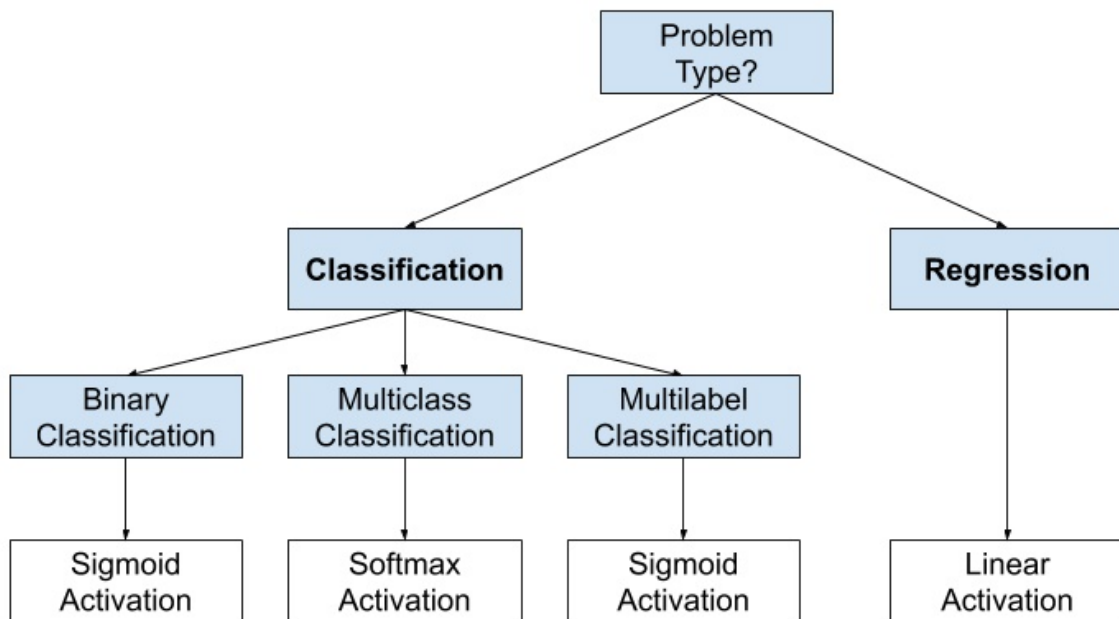 Problem
Type?
Classification
Regression
Binary
Classification
Multiclass
Classification
Multilabel
Classification
Sigmoid
Activation
Softmax
Activation
Sigmoid
Activation
Linear
Activation